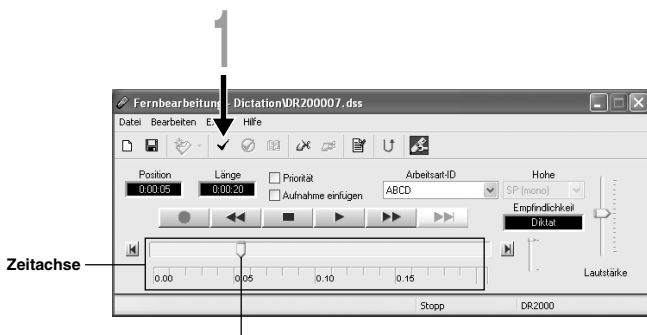 1
Fernbearbeitung - Dictation\DR200007.dss
Datei Bearbeiten Hilfe
Position Länge Priorität Arbeitsart-ID Hohe
0:00:05 0:00:20 Aufnahme einfügen ABCD SP (mono)
Empfindlichkeit
Diktat
Zeitachse
0.00 0.05 0.10 0.15
Lautstärke
Stopp DR2000